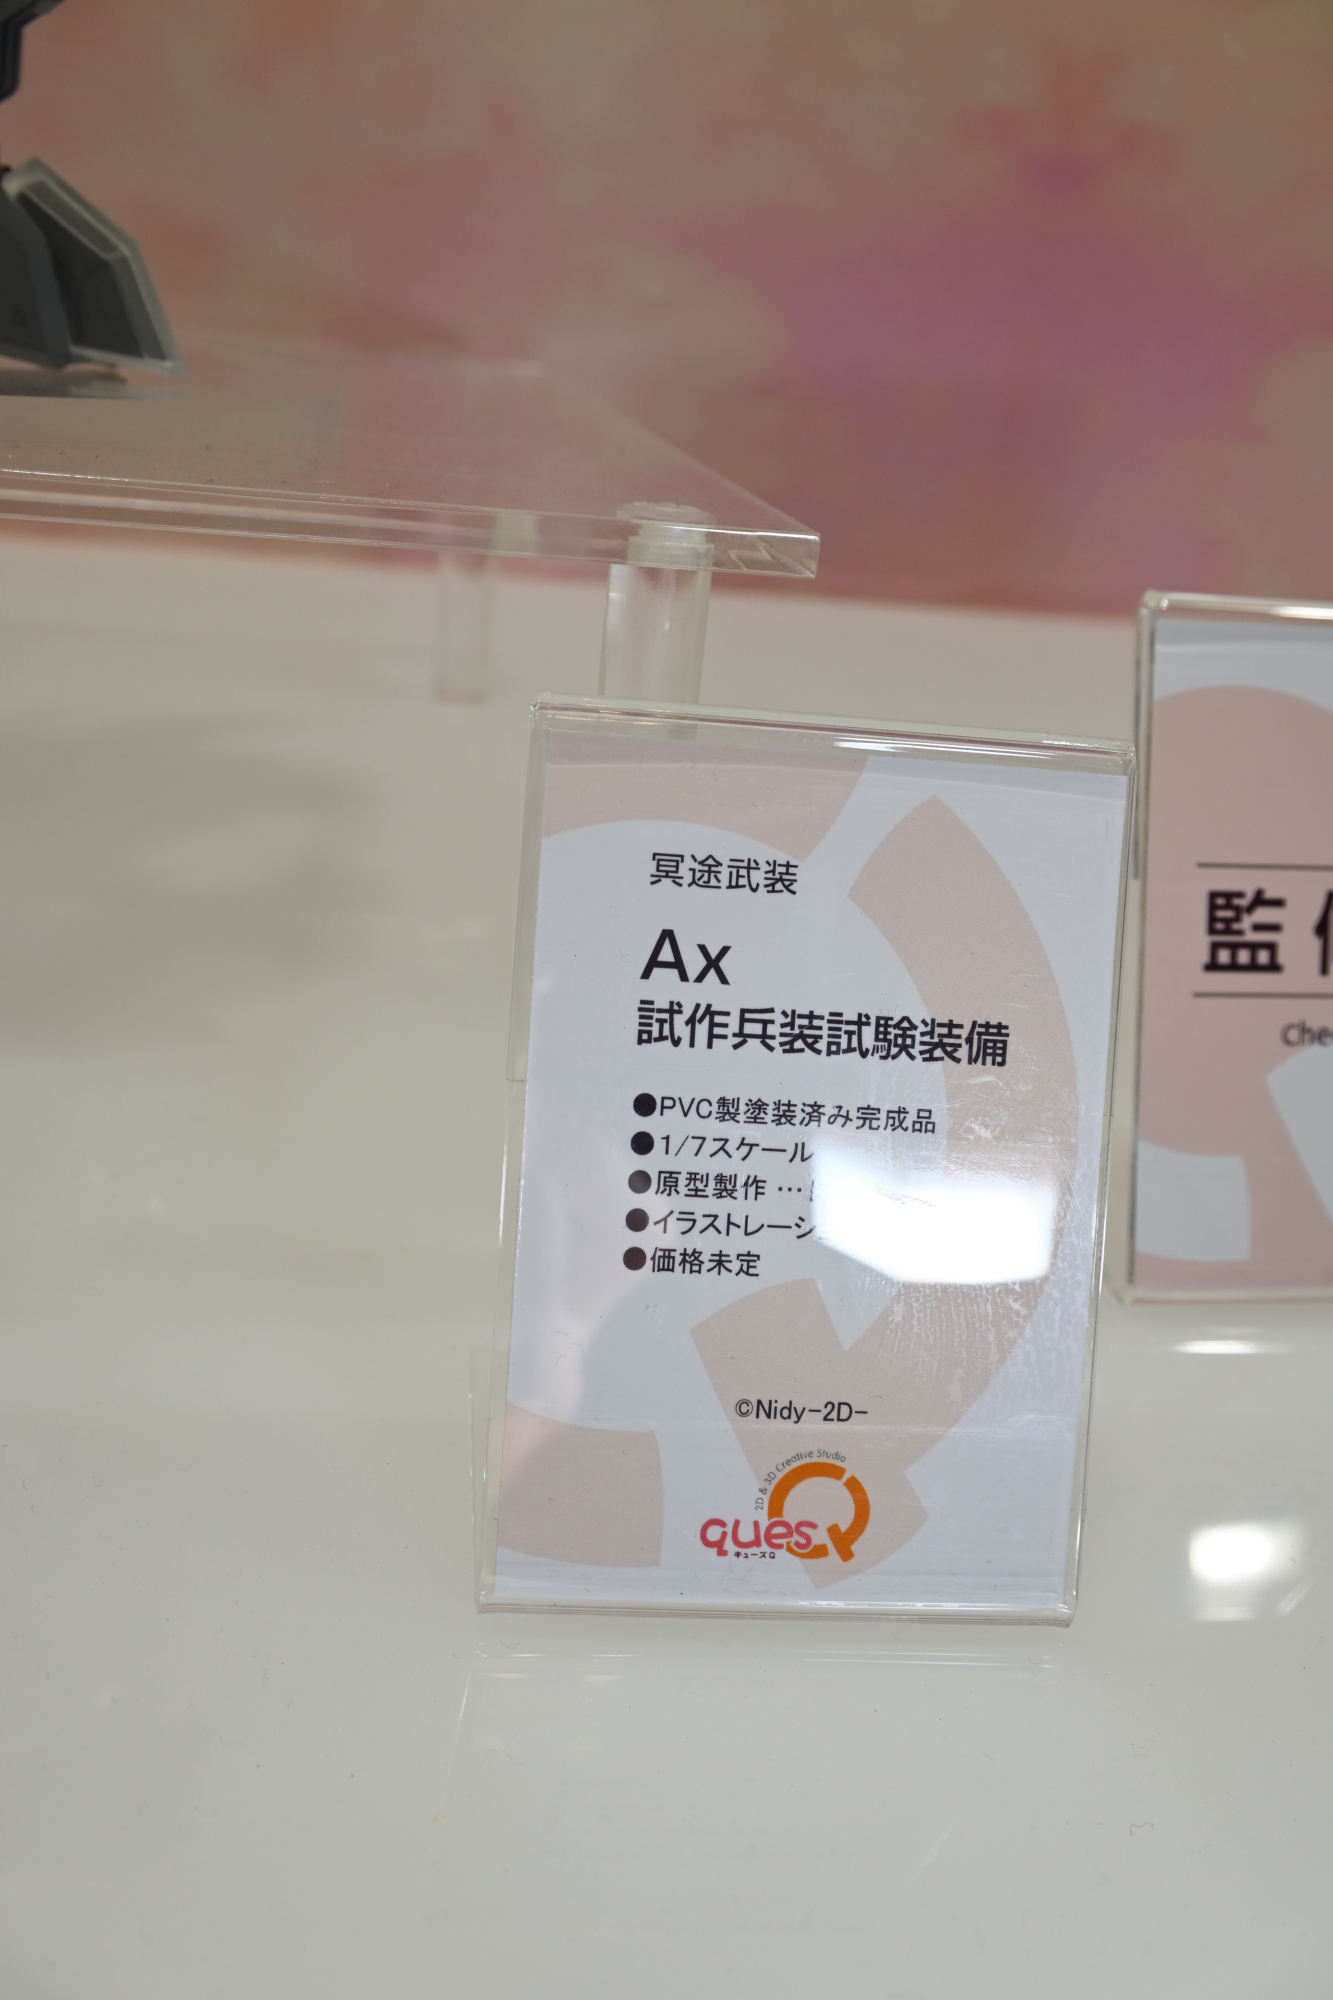 冥途武装
Ax
試作兵装試験装備
●PVC製塗装済み完成品
●1/7スケール
●原型製作 …
●イラストレーシ
●価格未定
©Nidy-2D-
2D & 3D Creative Studio
quesQ
キューズQ
監
Che